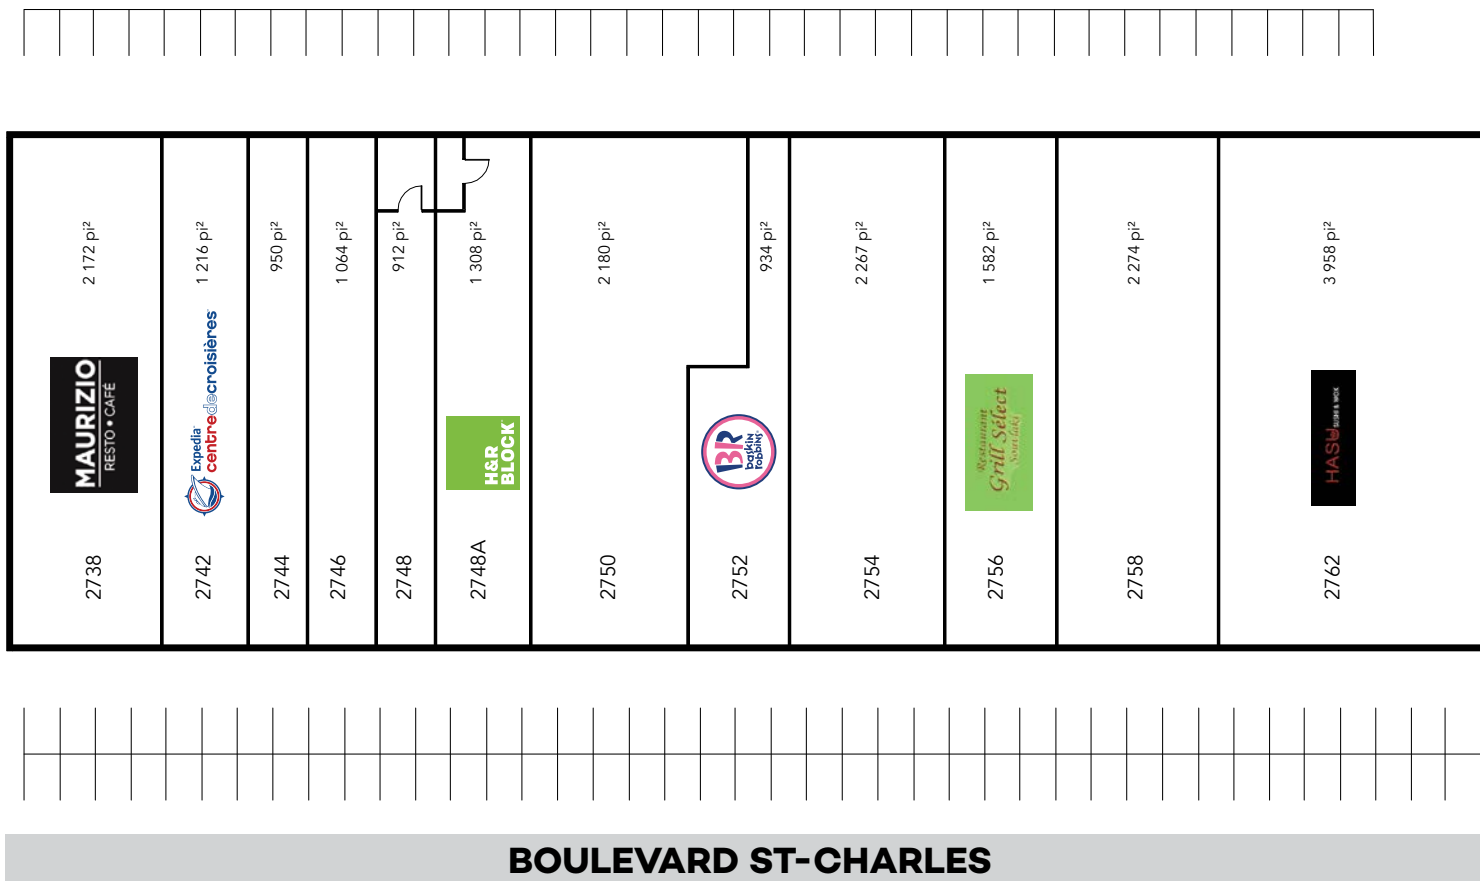 2 172 pi²
1 216 pi²
950 pi²
1 064 pi²
912 pi²
1 308 pi²
2 180 pi²
934 pi²
2 267 pi²
1 582 pi²
2 274 pi²
3 958 pi²
MAURIZIO
RESTO • CAFÉ
Expedia
centredecroisières
H&R
BLOCK
BR
baskin
robbins
Restaurant
Grill Sélect
Souvlaki
HASU SUSHI & WOK
2738
2742
2744
2746
2748
2748A
2750
2752
2754
2756
2758
2762
BOULEVARD ST-CHARLES